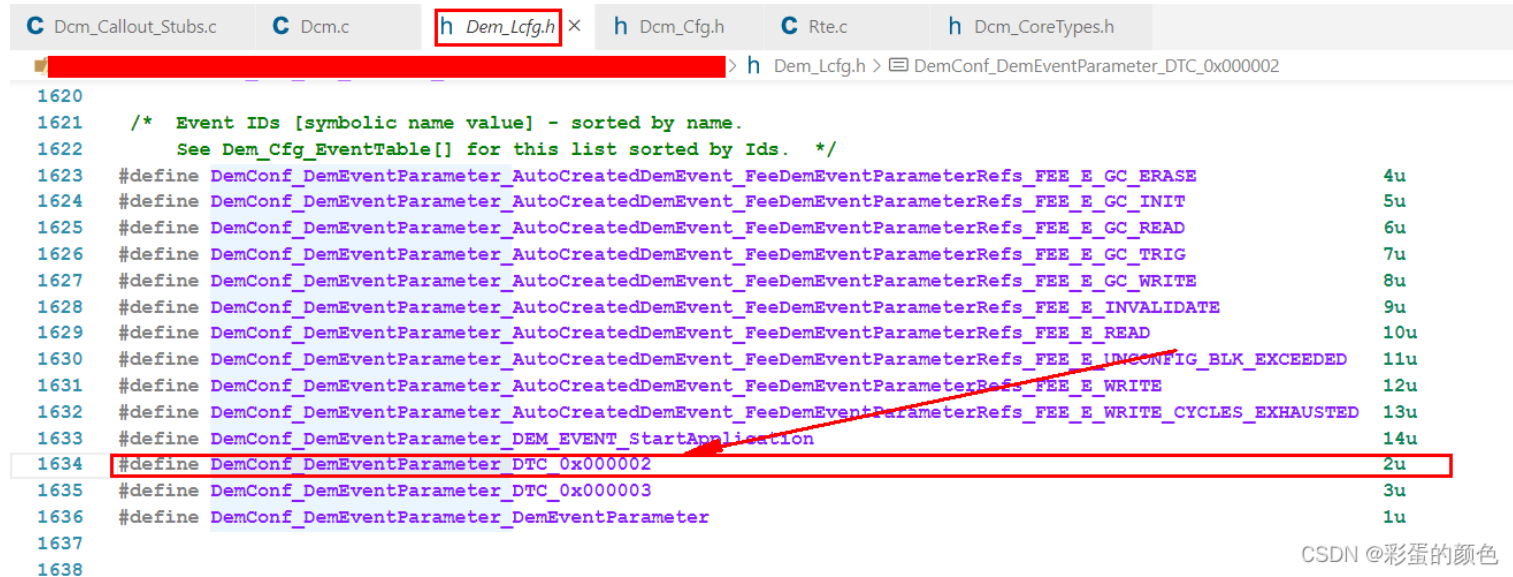 C Dcm_Callout_Stubs.c C Dcm.c h Dem_Lcfg.h × h Dcm_Cfg.h C Rte.c h Dcm_CoreTypes.h
> h Dem_Lcfg.h > DemConf_DemEventParameter_DTC_0x000002
1620
1621 /* Event IDs [symbolic name value] - sorted by name.
1622 See Dem_Cfg_EventTable[] for this list sorted by Ids. */
1623 #define DemConf_DemEventParameter_AutoCreatedDemEvent_FeeDemEventParameterRefs_FEE_E_GC_ERASE 4u
1624 #define DemConf_DemEventParameter_AutoCreatedDemEvent_FeeDemEventParameterRefs_FEE_E_GC_INIT 5u
1625 #define DemConf_DemEventParameter_AutoCreatedDemEvent_FeeDemEventParameterRefs_FEE_E_GC_READ 6u
1626 #define DemConf_DemEventParameter_AutoCreatedDemEvent_FeeDemEventParameterRefs_FEE_E_GC_TRIG 7u
1627 #define DemConf_DemEventParameter_AutoCreatedDemEvent_FeeDemEventParameterRefs_FEE_E_GC_WRITE 8u
1628 #define DemConf_DemEventParameter_AutoCreatedDemEvent_FeeDemEventParameterRefs_FEE_E_INVALIDATE 9u
1629 #define DemConf_DemEventParameter_AutoCreatedDemEvent_FeeDemEventParameterRefs_FEE_E_READ 10u
1630 #define DemConf_DemEventParameter_AutoCreatedDemEvent_FeeDemEventParameterRefs_FEE_E_UNCONFIG_BLK_EXCEEDED 11u
1631 #define DemConf_DemEventParameter_AutoCreatedDemEvent_FeeDemEventParameterRefs_FEE_E_WRITE 12u
1632 #define DemConf_DemEventParameter_AutoCreatedDemEvent_FeeDemEventParameterRefs_FEE_E_WRITE_CYCLES_EXHAUSTED 13u
1633 #define DemConf_DemEventParameter_DEM_EVENT_StartApplication 14u
1634 #define DemConf_DemEventParameter_DTC_0x000002 2u
1635 #define DemConf_DemEventParameter_DTC_0x000003 3u
1636 #define DemConf_DemEventParameter_DemEventParameter 1u
1637
1638
CSDN @彩蛋的颜色